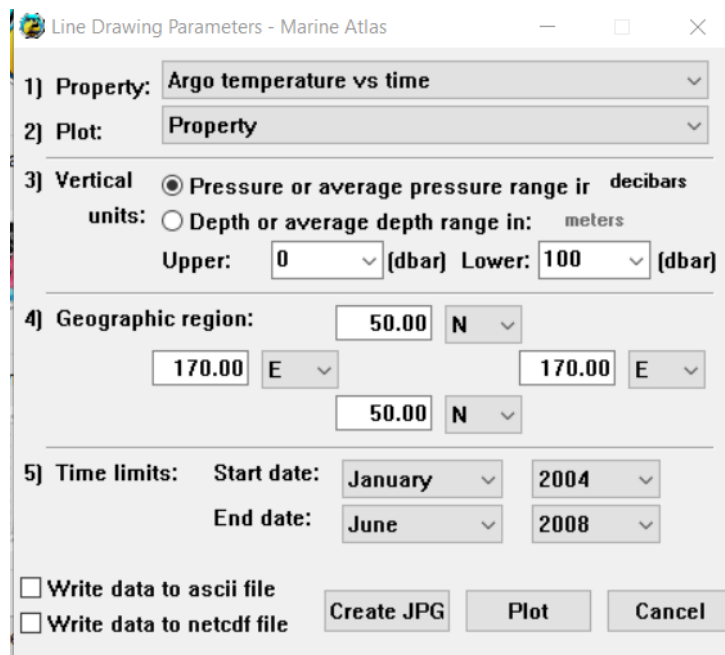 Line Drawing Parameters - Marine Atlas
1) Property: Argo temperature vs time
2) Plot: Property
3) Vertical units:
Pressure or average pressure range ir decibars
Depth or average depth range in: meters
Upper: 0 (dbar) Lower: 100 (dbar)
4) Geographic region: 50.00 N
170.00 E 170.00 E
50.00 N
5) Time limits: Start date: January 2004
End date: June 2008
Write data to ascii file
Write data to netcdf file
Create JPG Plot Cancel